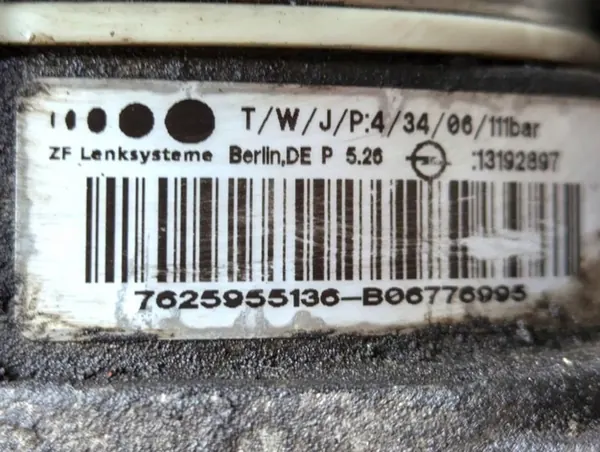 T/W/J/P:4/34/06/111bar
ZF Lenksysteme Berlin,DE P 5.26 :13192897
7625955136-B06776995